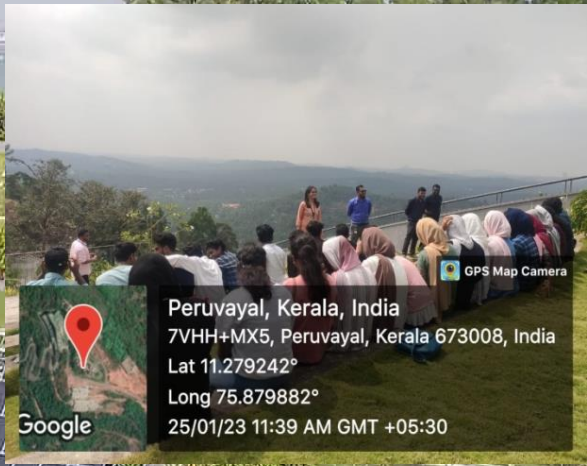 GPS Map Camera
Peruvayal, Kerala, India
7VHH+MX5, Peruvayal, Kerala 673008, India
Lat 11.279242°
Long 75.879882°
25/01/23 11:39 AM GMT +05:30
Google